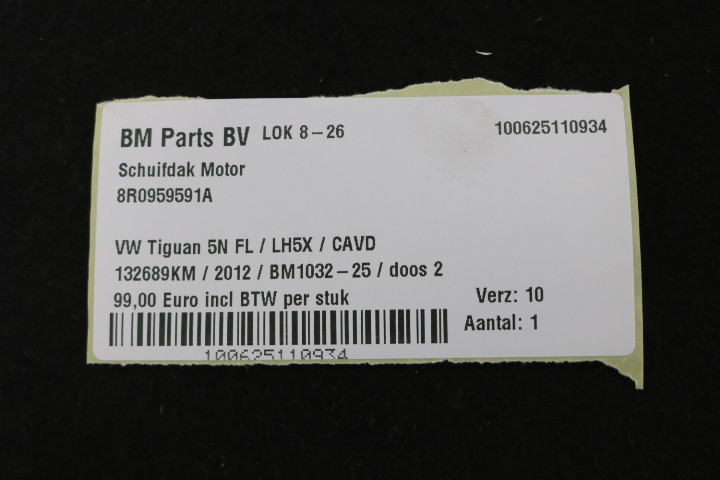 BM Parts BV LOK 8-26 100625110934
Schuifdak Motor
8R0959591A
VW Tiguan 5N FL / LH5X / CAVD
132689KM / 2012 / BM1032-25 / doos 2
99,00 Euro incl BTW per stuk Verz: 10
Aantal: 1
100625110934